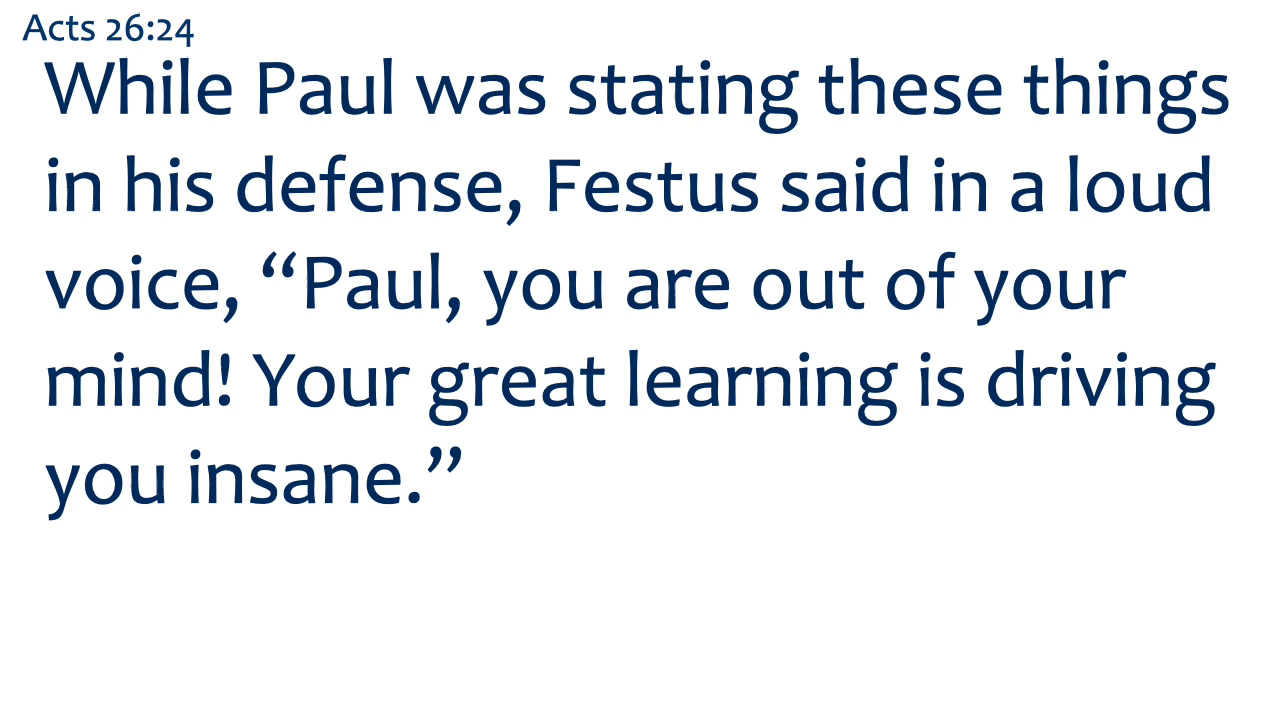 Acts 26:24
While Paul was stating these things
in his defense, Festus said in a loud
voice, “Paul, you are out of your
mind! Your great learning is driving
you insane.”